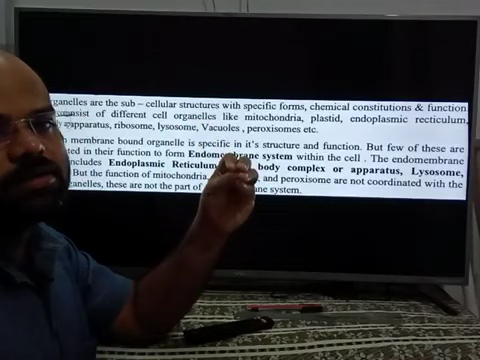 rganelles are the sub – cellular structures with specific forms, chemical constitutions & function
onsist of different cell organelles like mitochondria, plastid, endoplasmic recticulum,
apparatus, ribosome, lysosome, Vacuoles , peroxisomes etc.
membrane bound organelle is specific in it's structure and function. But few of these are
ted in their function to form Endomembrane system within the cell . The endomembrane
ncludes Endoplasmic Reticulum, body complex or apparatus, Lysosome,
But the function of mitochondria, and peroxisome are not coordinated with the
ganelles, these are not the part of ne system.